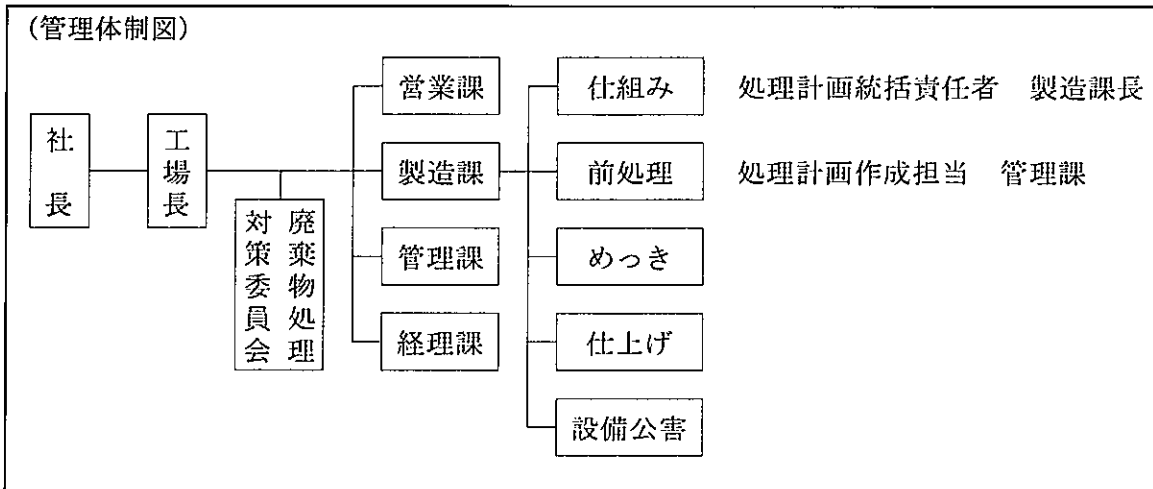 (管理体制図)
社長
工場長
廃棄物処理
対策委員会
営業課
製造課
管理課
経理課
仕組み
前処理
めっき
仕上げ
設備公害
処理計画統括責任者 製造課長
処理計画作成担当 管理課